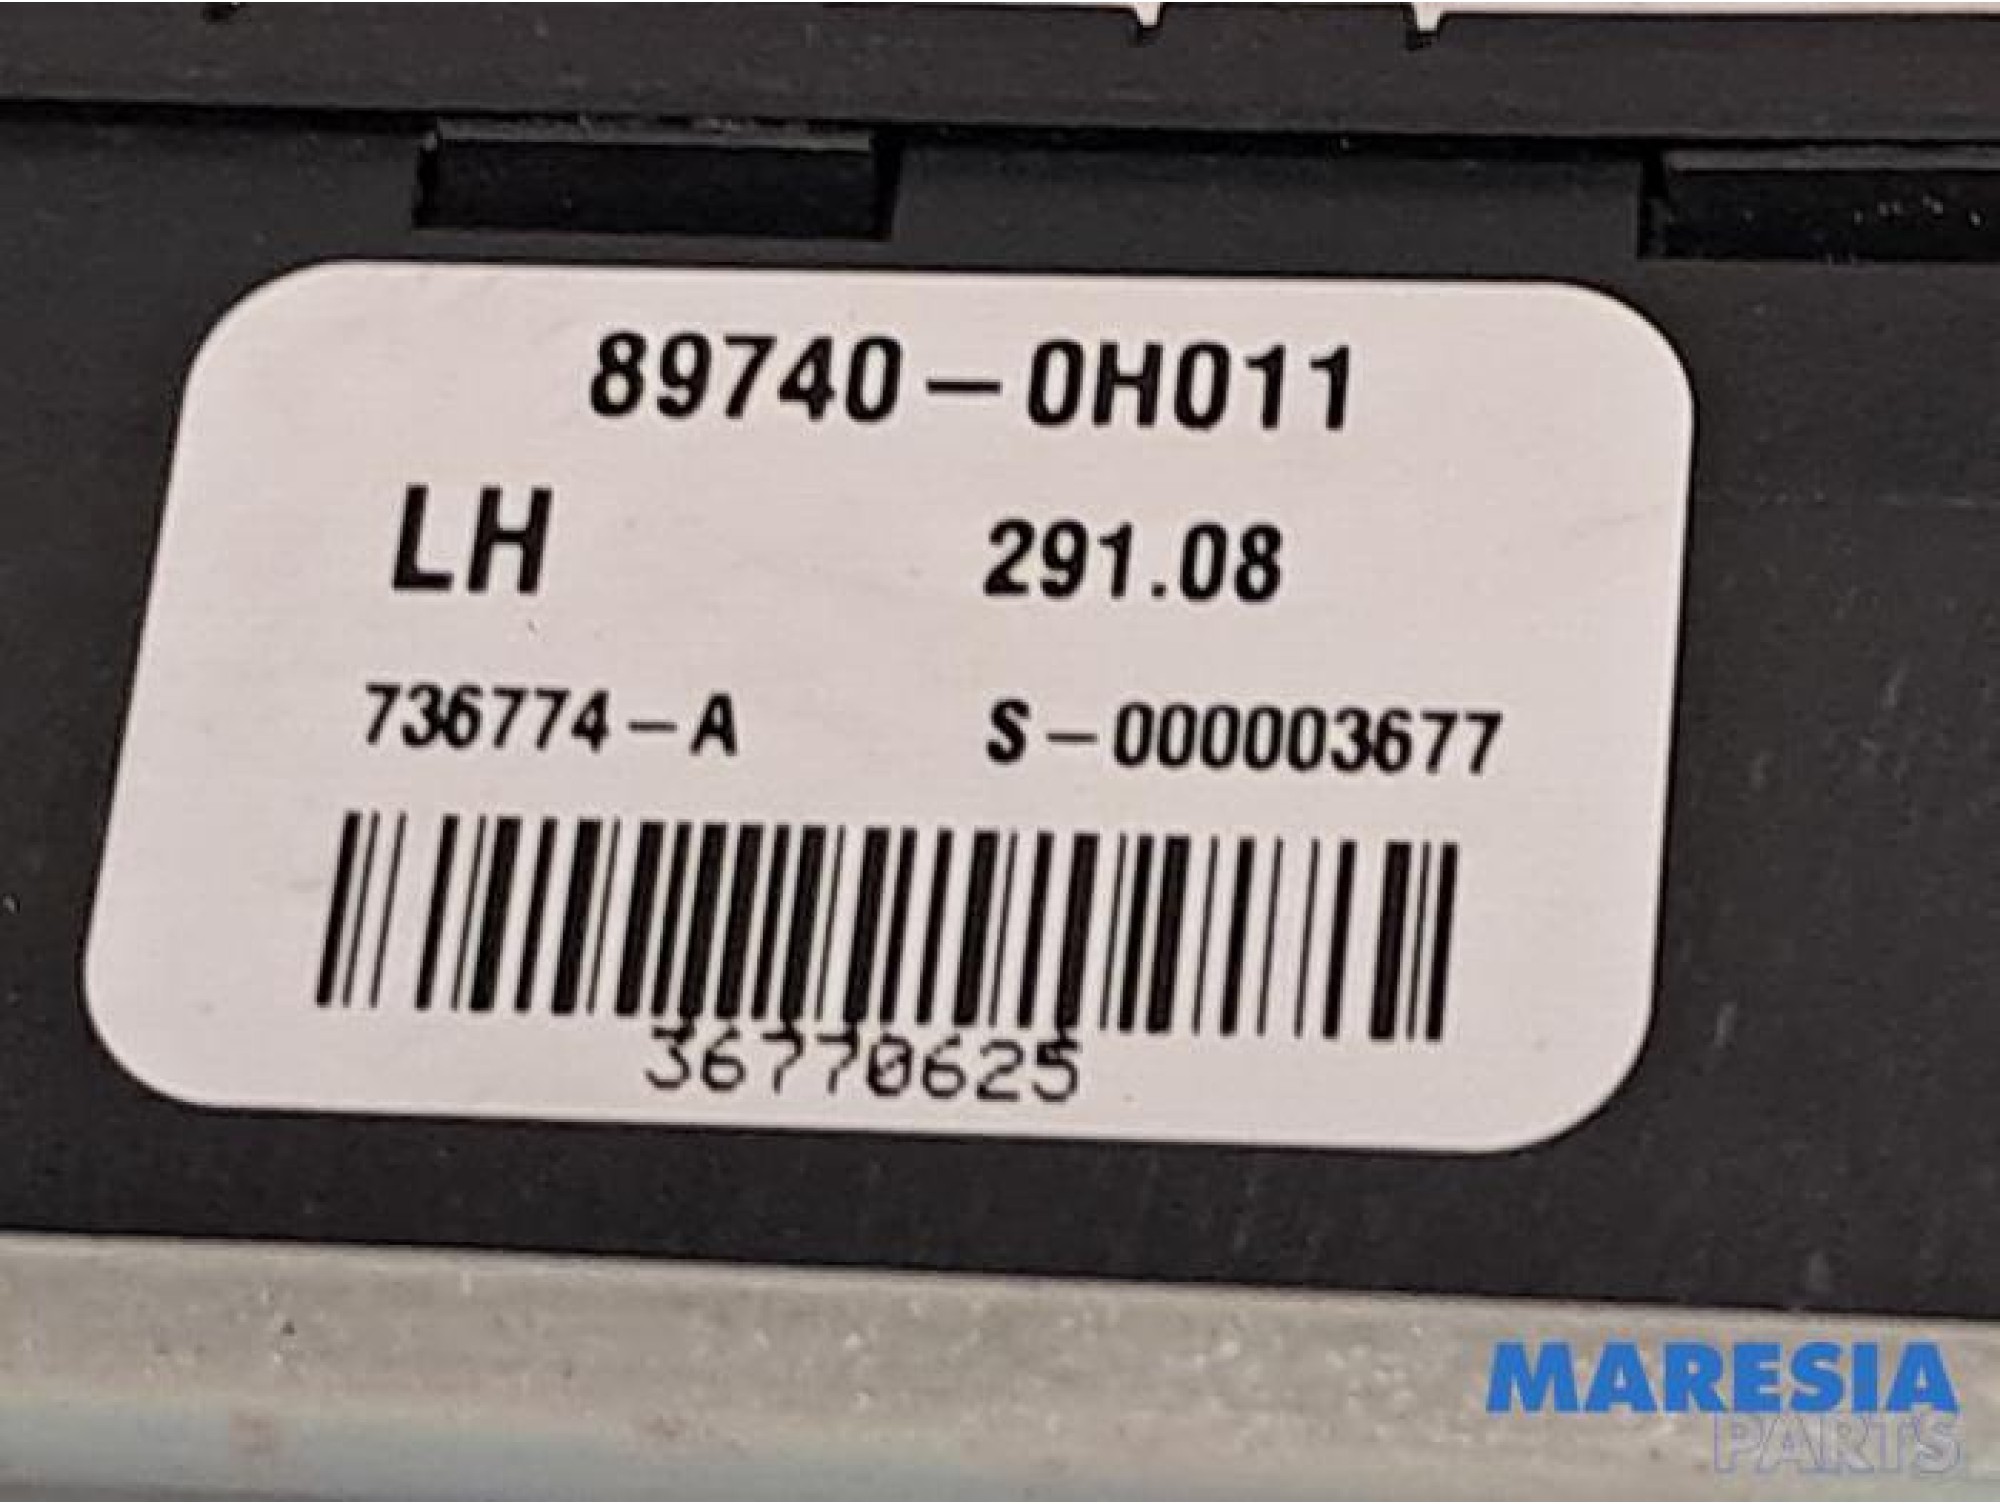 89740-0H011
LH 291.08
736774-A S-000003677
36770625
MARESIA
PARTS